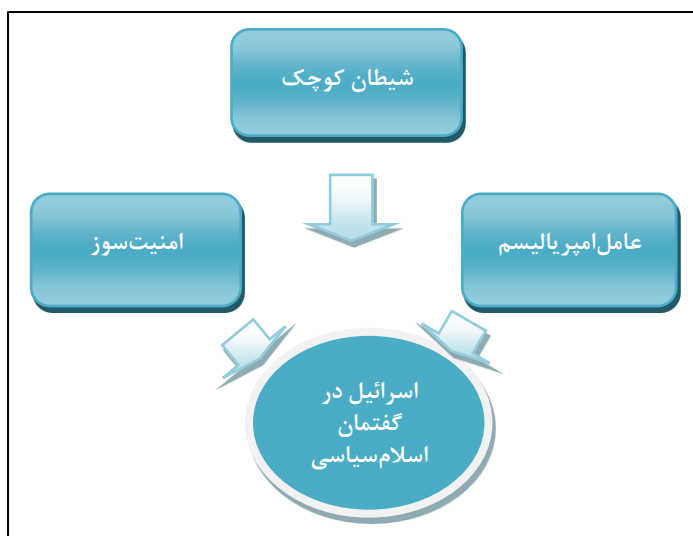 شیطان کوچک
عامل‌امپریالیسم
امنیت‌سوز
اسرائیل در
گفتمان
اسلام‌سیاسی